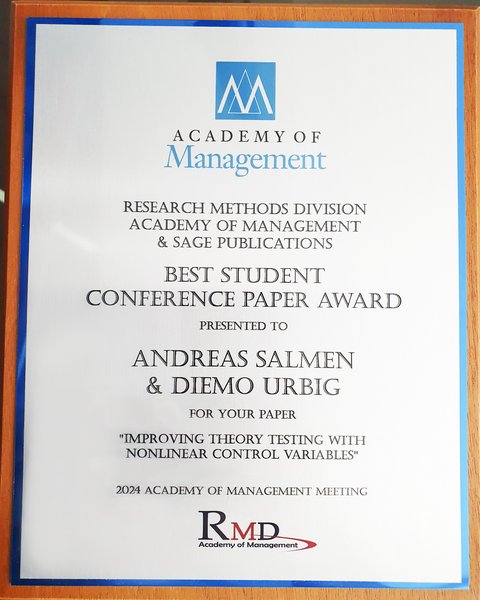 ACADEMY OF
Management
RESEARCH METHODS DIVISION
ACADEMY OF MANAGEMENT
& SAGE PUBLICATIONS
BEST STUDENT
CONFERENCE PAPER AWARD
PRESENTED TO
ANDREAS SALMEN
& DIEMO URBIG
FOR YOUR PAPER
"IMPROVING THEORY TESTING WITH
NONLINEAR CONTROL VARIABLES"
2024 ACADEMY OF MANAGEMENT MEETING
RMD
Academy of Management